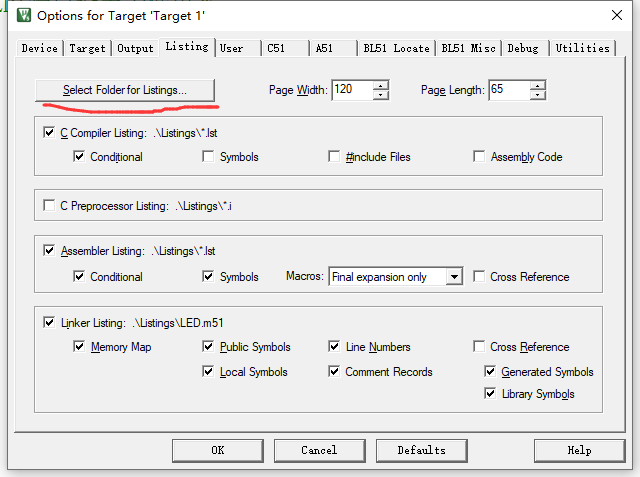 Options for Target 'Target 1'
Device Target Output Listing User C51 A51 BL51 Locate BL51 Misc Debug Utilities
Select Folder for Listings... Page Width: 120 Page Length: 65
C Compiler Listing: .\Listings\*.lst
Conditional Symbols #include Files Assembly Code
C Preprocessor Listing: .\Listings\*.i
Assembler Listing: .\Listings\*.lst
Conditional Symbols Macros: Final expansion only Cross Reference
Linker Listing: .\Listings\LED.m51
Memory Map Public Symbols Line Numbers Cross Reference
Local Symbols Comment Records Generated Symbols
Library Symbols
OK Cancel Defaults Help